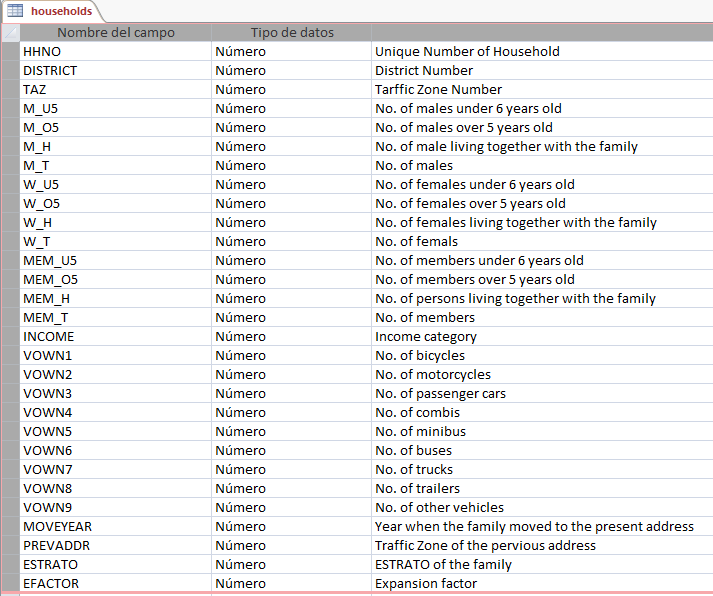 households
Nombre del campo Tipo de datos
HHNO Número Unique Number of Household
DISTRICT Número District Number
TAZ Número Tarffic Zone Number
M_U5 Número No. of males under 6 years old
M_O5 Número No. of males over 5 years old
M_H Número No. of male living together with the family
M_T Número No. of males
W_U5 Número No. of females under 6 years old
W_O5 Número No. of females over 5 years old
W_H Número No. of females living together with the family
W_T Número No. of femals
MEM_U5 Número No. of members under 6 years old
MEM_O5 Número No. of members over 5 years old
MEM_H Número No. of persons living together with the family
MEM_T Número No. of members
INCOME Número Income category
VOWN1 Número No. of bicycles
VOWN2 Número No. of motorcycles
VOWN3 Número No. of passenger cars
VOWN4 Número No. of combis
VOWN5 Número No. of minibus
VOWN6 Número No. of buses
VOWN7 Número No. of trucks
VOWN8 Número No. of trailers
VOWN9 Número No. of other vehicles
MOVEYEAR Número Year when the family moved to the present address
PREVADDR Número Traffic Zone of the pervious address
ESTRATO Número ESTRATO of the family
EFACTOR Número Expansion factor